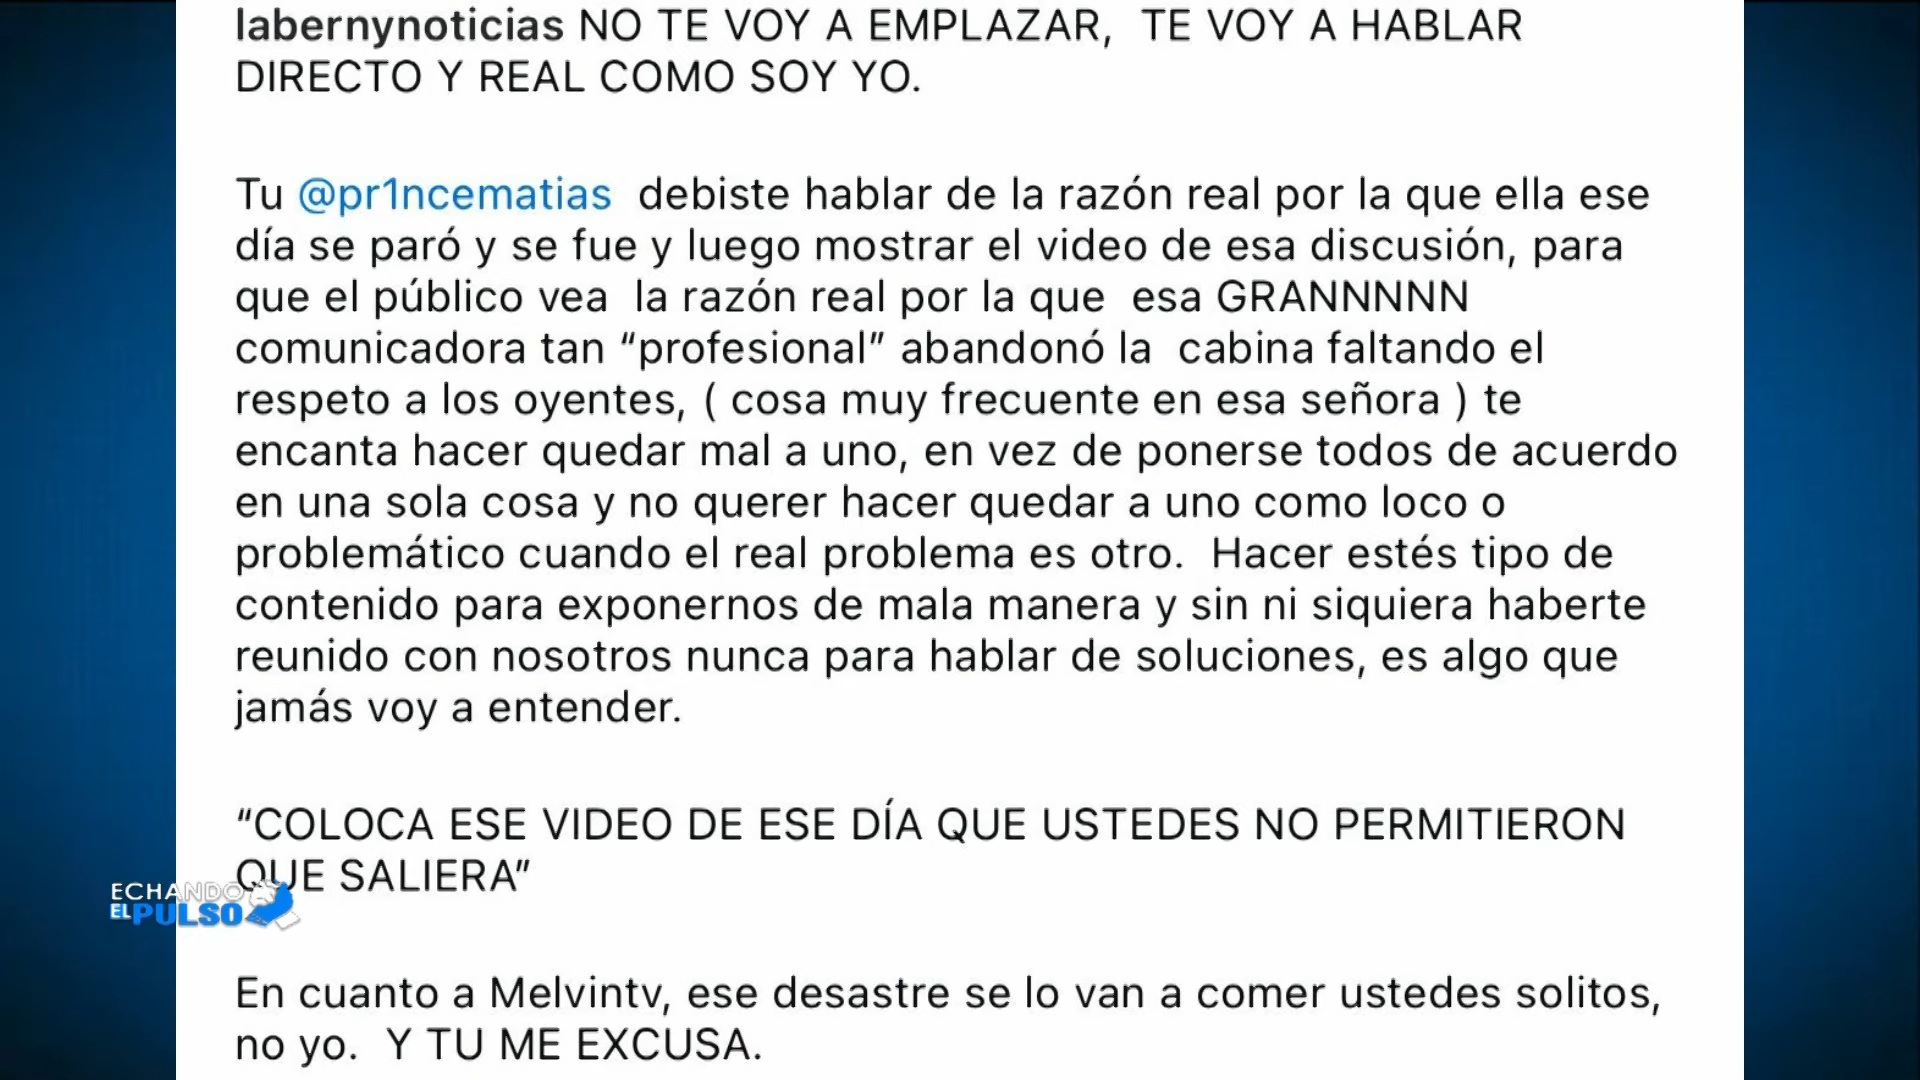 labernynoticias NO TE VOY A EMPLAZAR, TE VOY A HABLAR
DIRECTO Y REAL COMO SOY YO.
Tu @pr1ncematias debiste hablar de la razón real por la que ella ese
día se paró y se fue y luego mostrar el video de esa discusión, para
que el público vea la razón real por la que esa GRANNNNN
comunicadora tan “profesional” abandonó la cabina faltando el
respeto a los oyentes, ( cosa muy frecuente en esa señora ) te
encanta hacer quedar mal a uno, en vez de ponerse todos de acuerdo
en una sola cosa y no querer hacer quedar a uno como loco o
problemático cuando el real problema es otro. Hacer estés tipo de
contenido para exponernos de mala manera y sin ni siquiera haberte
reunido con nosotros nunca para hablar de soluciones, es algo que
jamás voy a entender.
“COLOCA ESE VIDEO DE ESE DÍA QUE USTEDES NO PERMITIERON
QUE SALIERA”
ECHANDO
EL PULSO
En cuanto a Melvintv, ese desastre se lo van a comer ustedes solitos,
no yo. Y TU ME EXCUSA.